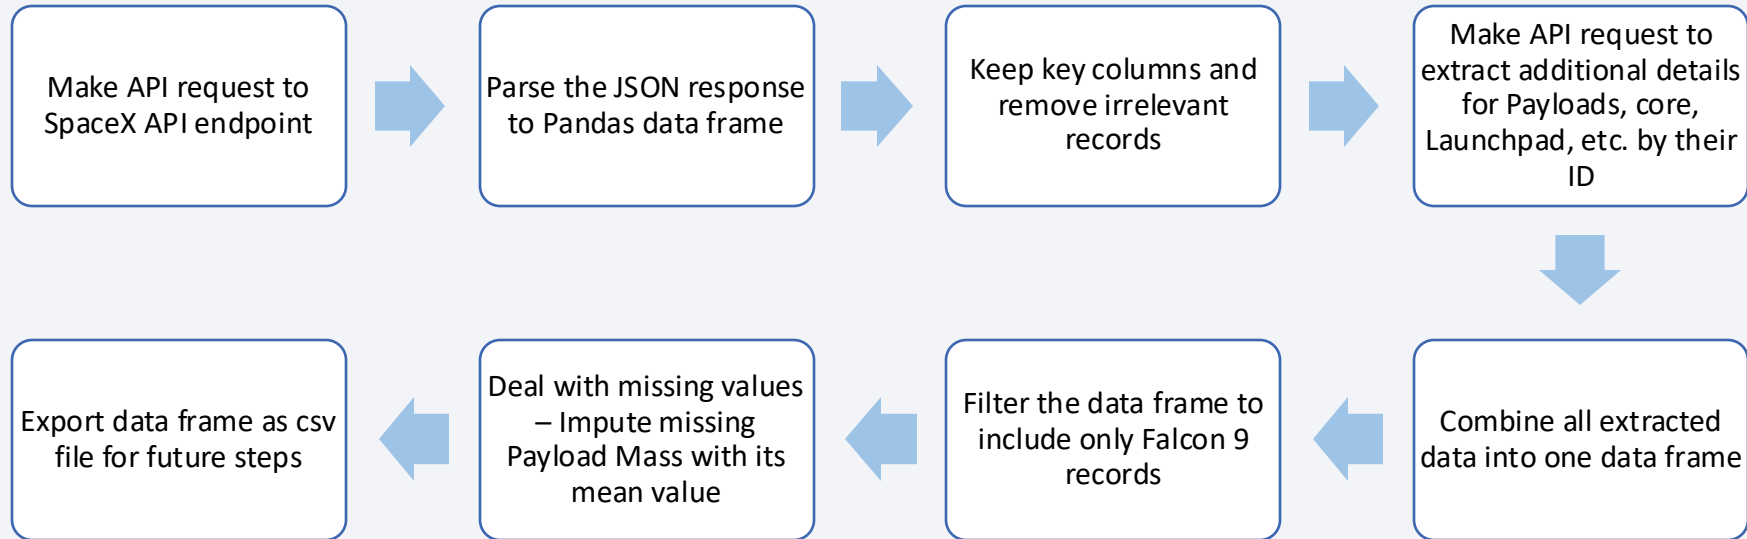 Make API request to
SpaceX API endpoint
Parse the JSON response
to Pandas data frame
Keep key columns and
remove irrelevant
records
Make API request to
extract additional details
for Payloads, core,
Launchpad, etc. by their
ID
Combine all extracted
data into one data frame
Filter the data frame to
include only Falcon 9
records
Deal with missing values
– Impute missing
Payload Mass with its
mean value
Export data frame as csv
file for future steps